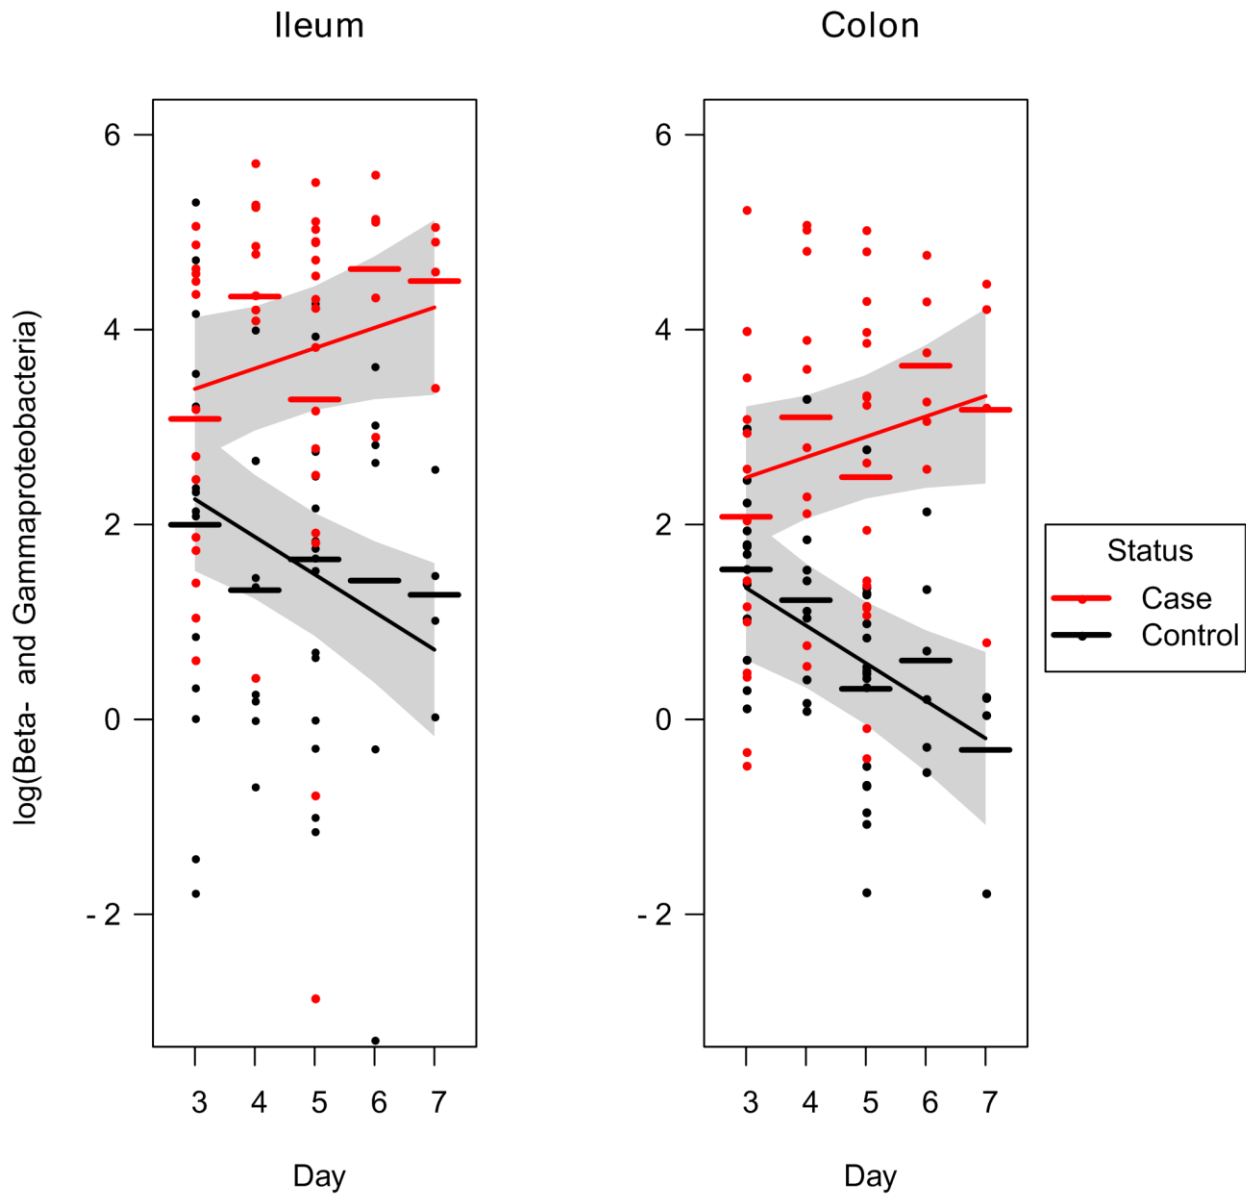 Ileum
Colon
log(Beta- and Gammaproteobacteria)
6
4
2
0
- 2
3 4 5 6 7
Day
6
4
2
0
- 2
3 4 5 6 7
Day
Status
Case
Control